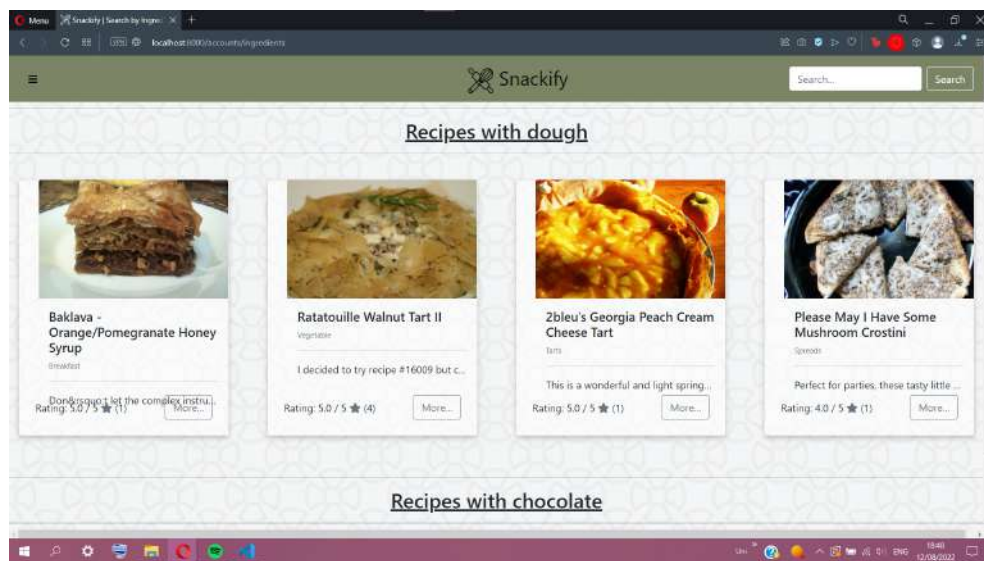 Menu Snackify | Search by Ingre
localhost:8000/accounts/ingredients
Snackify
Search...
Search
Recipes with dough
Baklava -
Orange/Pomegranate Honey
Syrup
Breakfast
Don&rsquo;t let the complex instru...
Rating: 5.0 / 5 ★ (1)
More...
Ratatouille Walnut Tart II
Vegetable
I decided to try recipe #16009 but c...
Rating: 5.0 / 5 ★ (4)
More...
2bleu's Georgia Peach Cream
Cheese Tart
Tarts
This is a wonderful and light spring...
Rating: 5.0 / 5 ★ (1)
More...
Please May I Have Some
Mushroom Crostini
Spreads
Perfect for parties, these tasty little ...
Rating: 4.0 / 5 ★ (1)
More...
Recipes with chocolate
ENG
18:40
12/08/2022